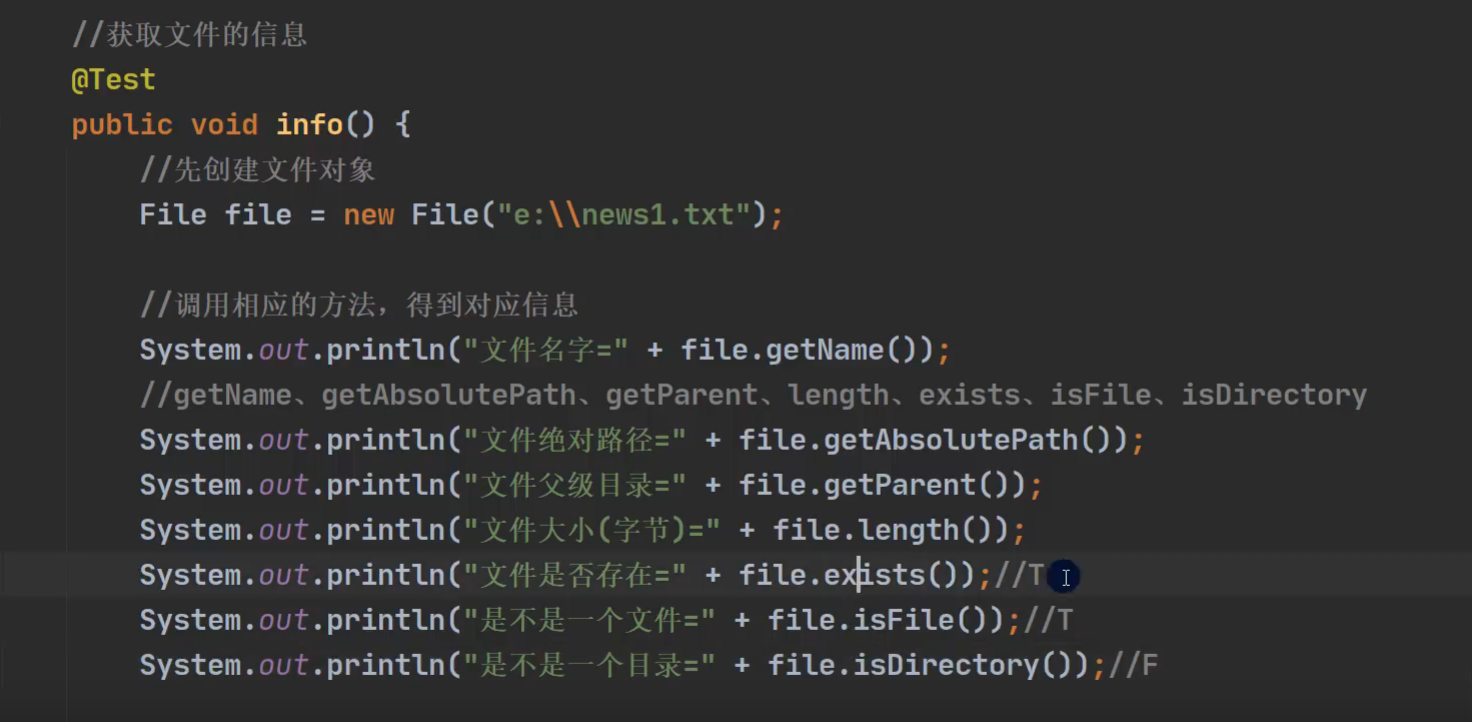 //获取文件的信息
@Test
public void info() {
//先创建文件对象
File file = new File("e:\\news1.txt");
//调用相应的方法，得到对应信息
System.out.println("文件名字=" + file.getName());
//getName、getAbsolutePath、getParent、length、exists、isFile、isDirectory
System.out.println("文件绝对路径=" + file.getAbsolutePath());
System.out.println("文件父级目录=" + file.getParent());
System.out.println("文件大小(字节)=" + file.length());
System.out.println("文件是否存在=" + file.exists());//T
System.out.println("是不是一个文件=" + file.isFile());//T
System.out.println("是不是一个目录=" + file.isDirectory());//F